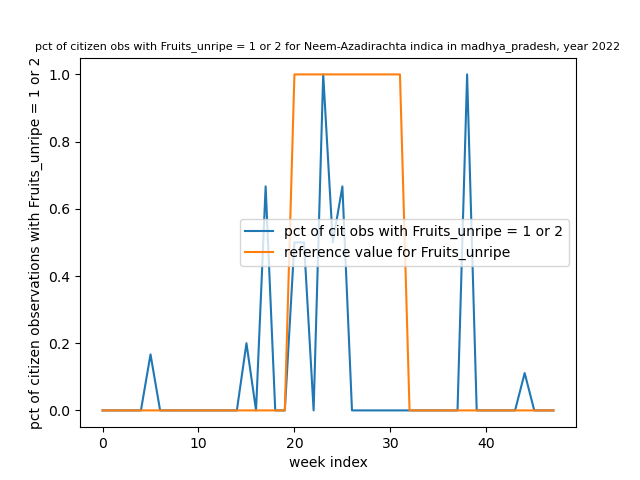 pct of citizen obs with Fruits_unripe = 1 or 2 for Neem-Azadirachta indica in madhya_pradesh, year 2022
pct of citizen observations with Fruits_unripe = 1 or 2
1.0
0.8
0.6
0.4
0.2
0.0
pct of cit obs with Fruits_unripe = 1 or 2
reference value for Fruits_unripe
0 10 20 30 40
week index